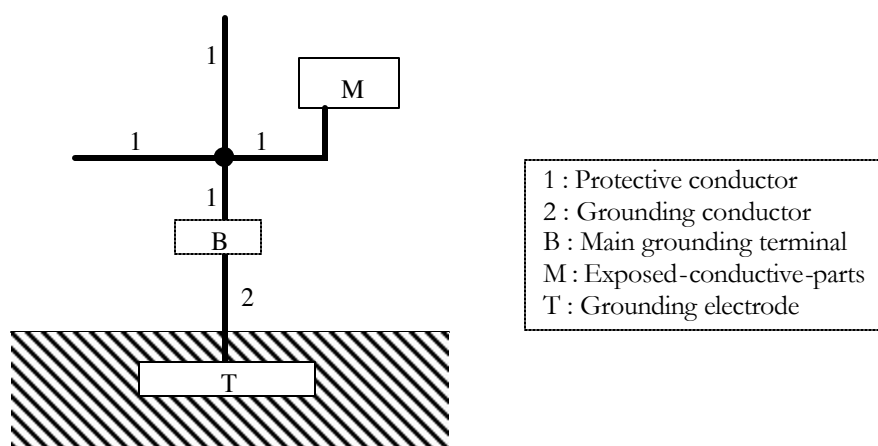 1
M
1
1
1
B
2
T
1 : Protective conductor
2 : Grounding conductor
B : Main grounding terminal
M : Exposed-conductive-parts
T : Grounding electrode